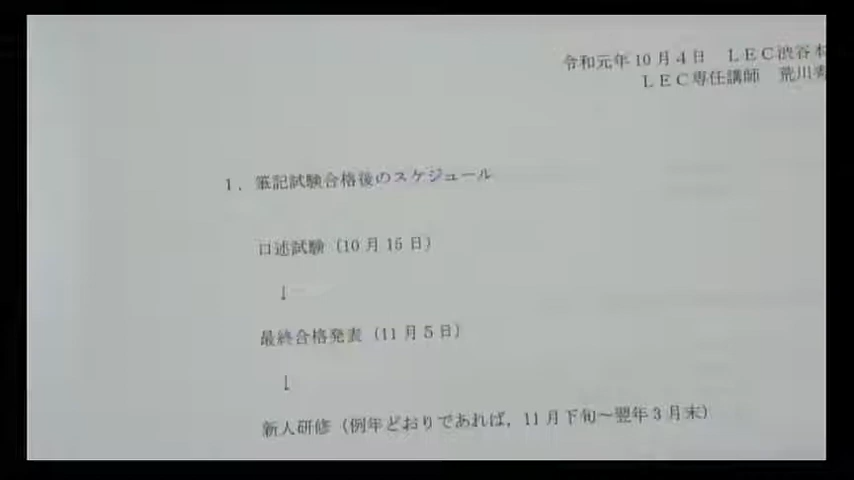 令和元年10月4日 LEC渋谷
LEC専任講師 荒川
1.筆記試験合格後のスケジュール
口述試験(10月15日)
↓
最終合格発表(11月5日)
↓
新人研修(例年どおりであれば,11月下旬~翌年3月末)